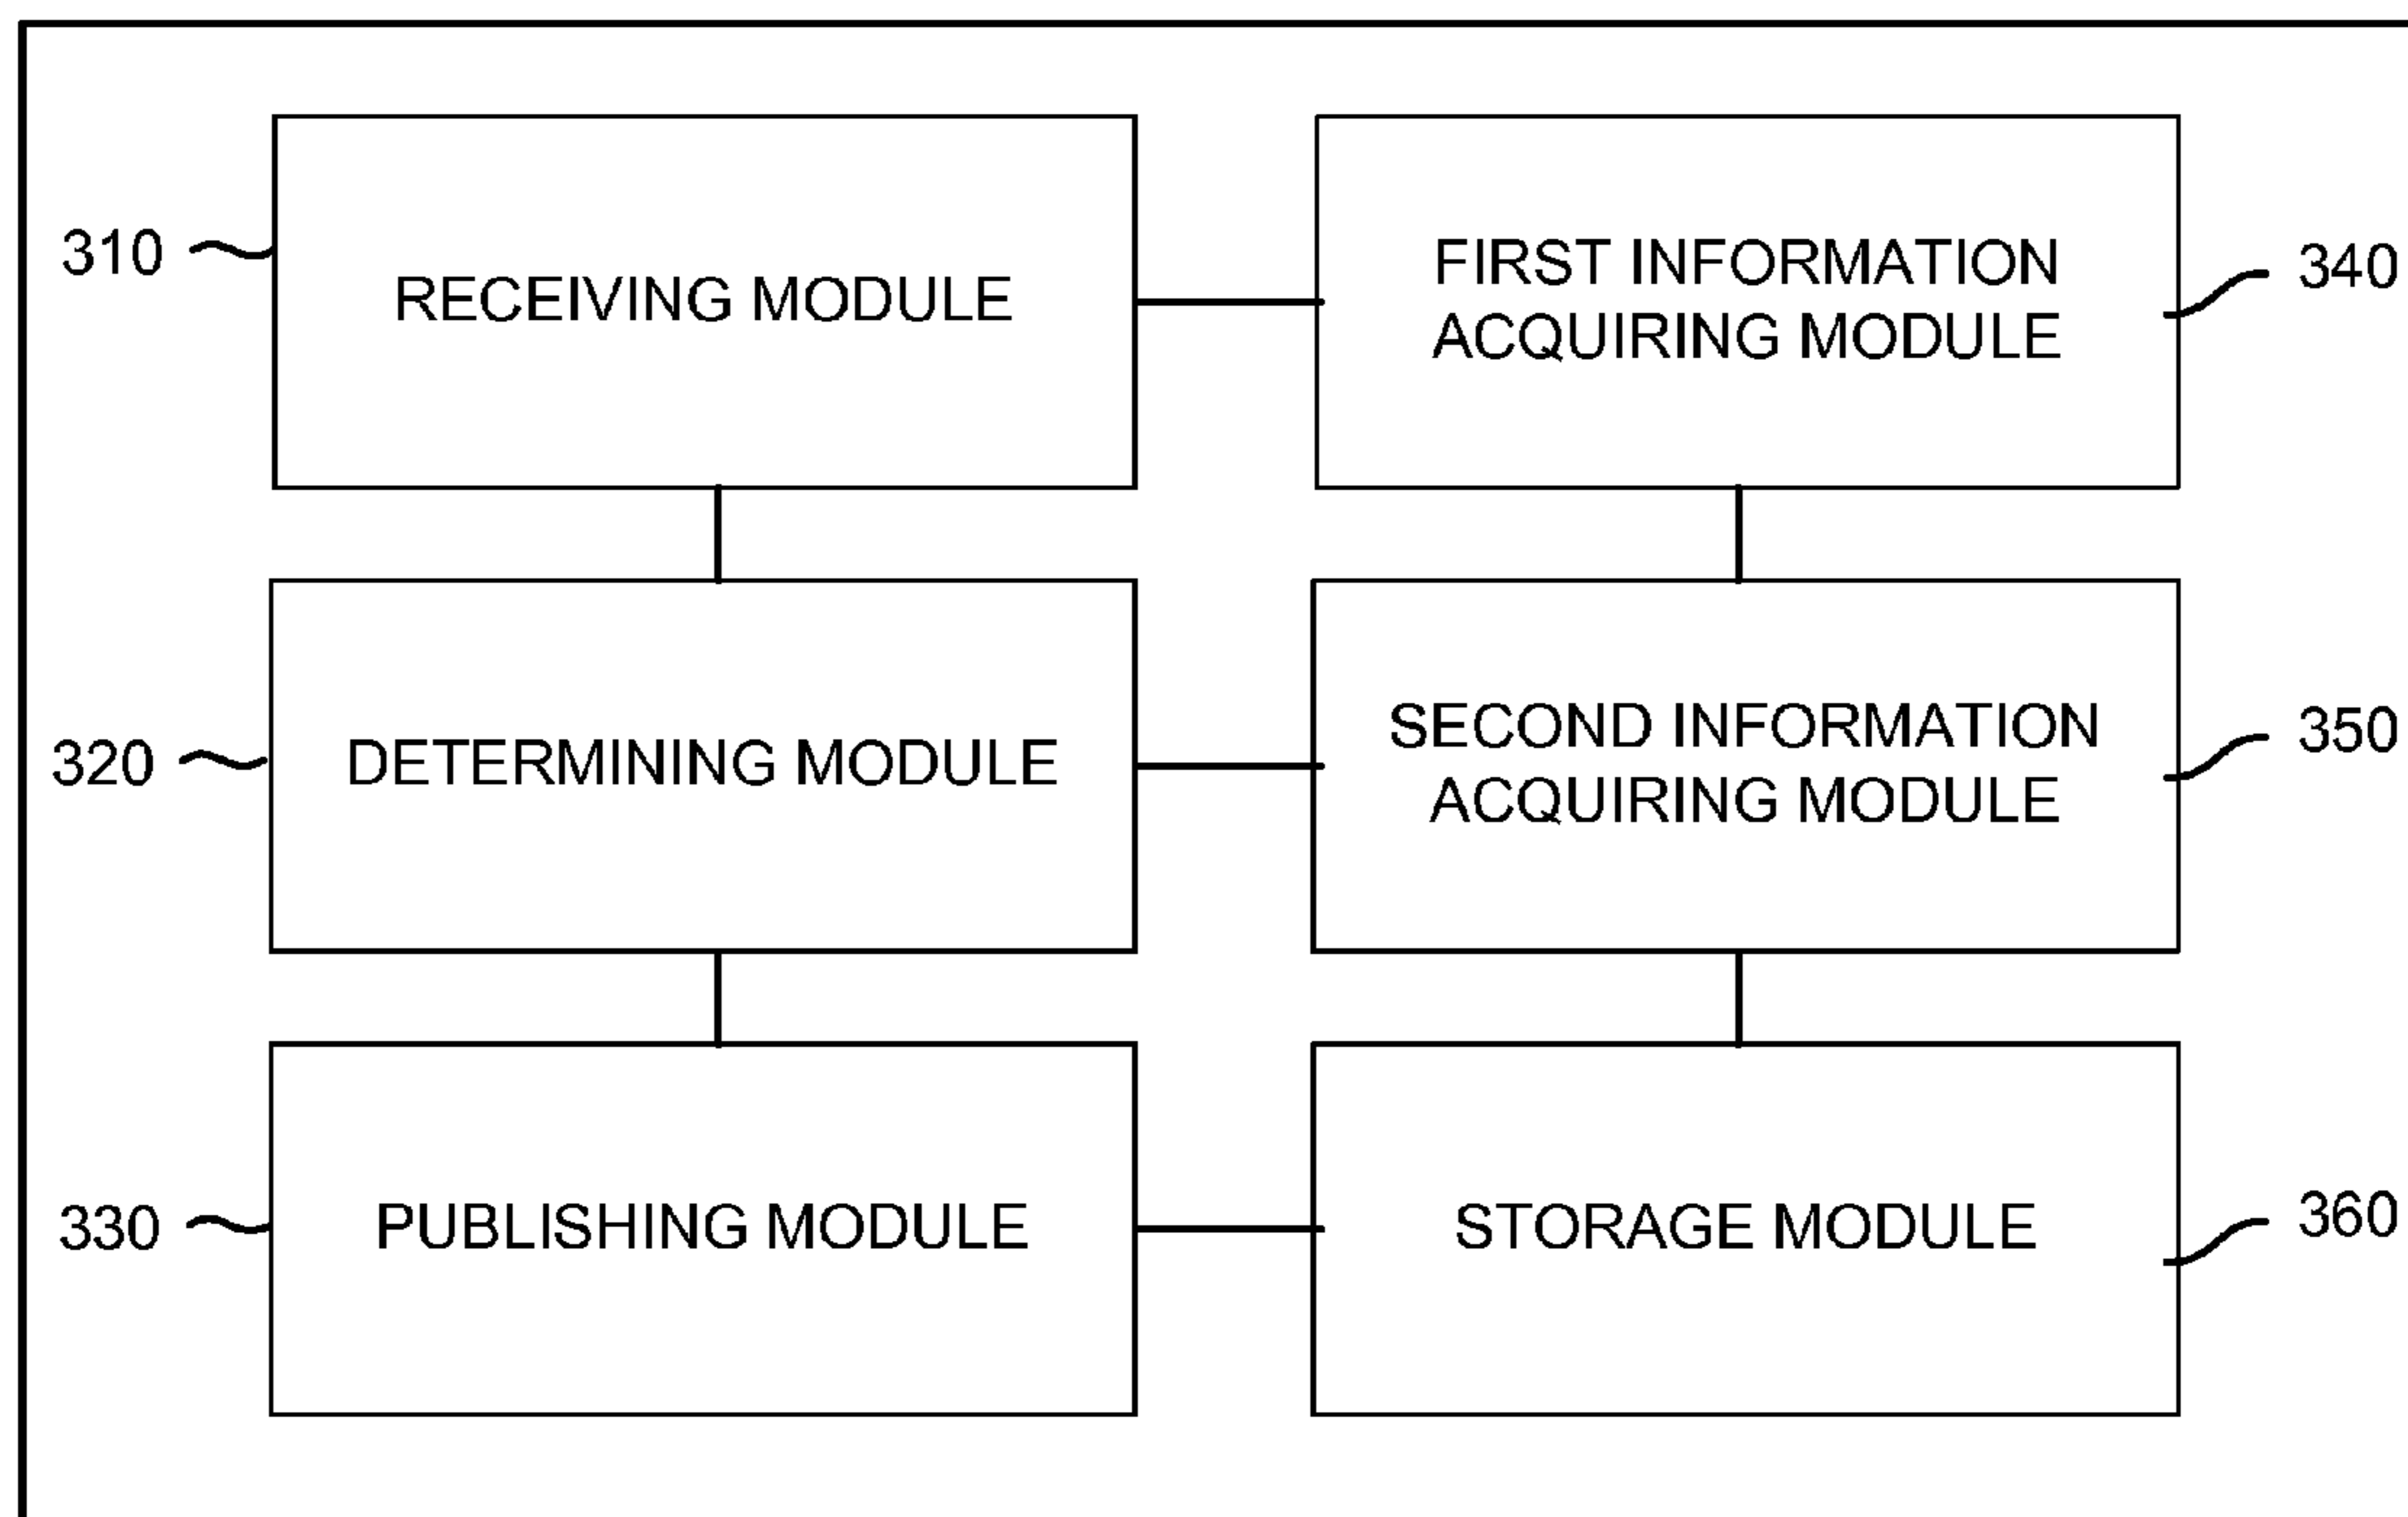 310
RECEIVING MODULE
FIRST INFORMATION
ACQUIRING MODULE
340
320
DETERMINING MODULE
SECOND INFORMATION
ACQUIRING MODULE
350
330
PUBLISHING MODULE
STORAGE MODULE
360